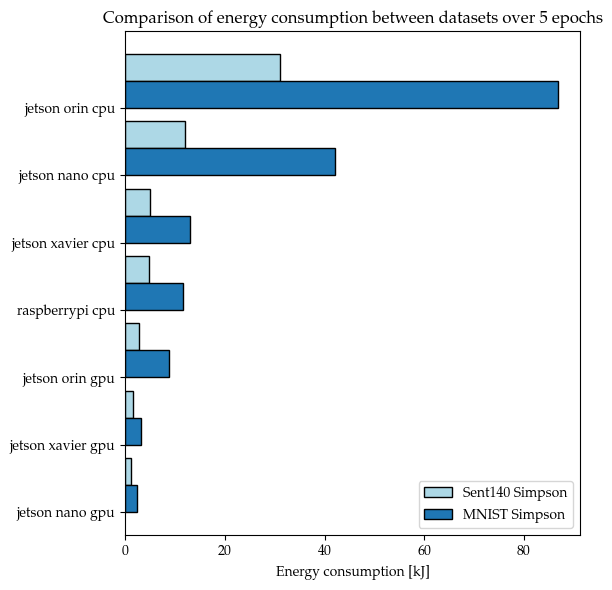 Comparison of energy consumption between datasets over 5 epochs
jetson orin cpu
jetson nano cpu
jetson xavier cpu
raspberrypi cpu
jetson orin gpu
jetson xavier gpu
jetson nano gpu
Sent140 Simpson
MNIST Simpson
0 20 40 60 80
Energy consumption [kJ]